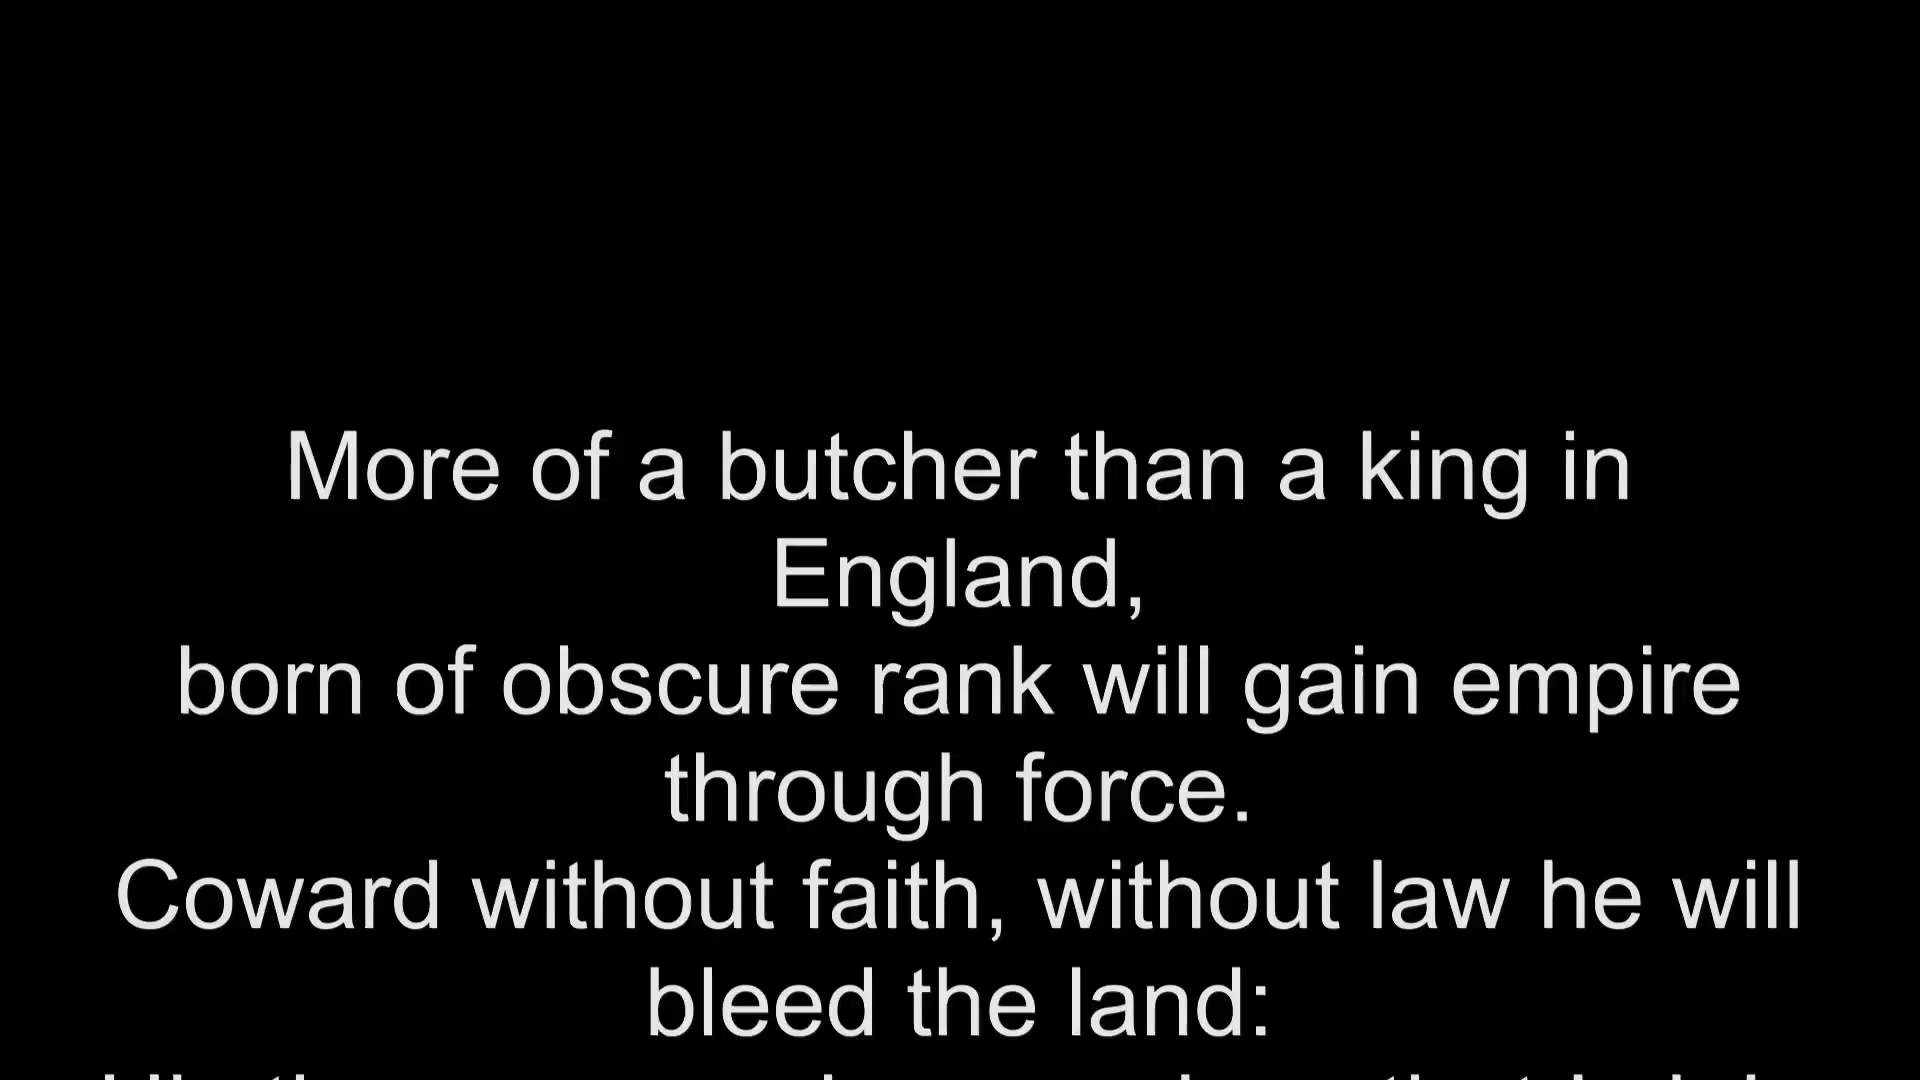 More of a butcher than a king in
England,
born of obscure rank will gain empire
through force.
Coward without faith, without law he will
bleed the land: